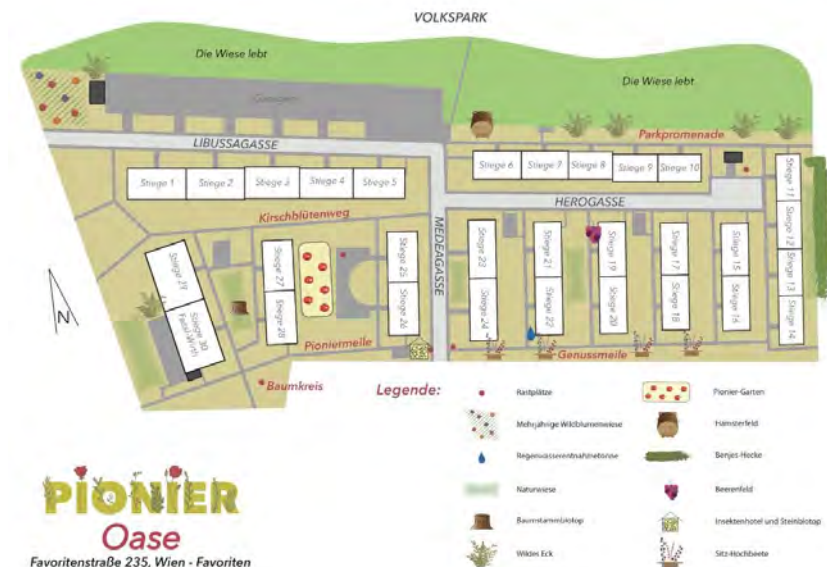 VOLKSPARK
Die Wiese lebt
Die Wiese lebt
Parkpromenade
LIBUSSAGASSE
Stiege 6
Stiege 7
Stiege 8
Stiege 9
Stiege 10
Stiege 11
Stiege 1
Stiege 2
Stiege 3
Stiege 4
Stiege 5
HEROGASSE
Stiege 12
Kirschblütenweg
MEDEAGASSE
Stiege 29
Stiege 27
Stiege 25
Stiege 23
Stiege 21
Stiege 19
Stiege 17
Stiege 15
Stiege 13
N
Stiege 30
Stiege 28
Stiege 26
Stiege 24
Stiege 22
Stiege 20
Stiege 18
Stiege 16
Stiege 14
Pioniermeile
Genussmeile
Baumkreis
Legende:
Rastplätze
Pionier-Garten
Mehrjährige Wildblumenwiese
Hamsterfeld
Regenwasserentnahmetonne
Benjes-Hecke
Naturwiese
Beerenfeld
Baumstammbiotop
Insektenhotel und Steinbiotop
Wildes Eck
Sitz-Hochbeete
PIONIER
Oase
Favoritenstraße 235, Wien - Favoriten